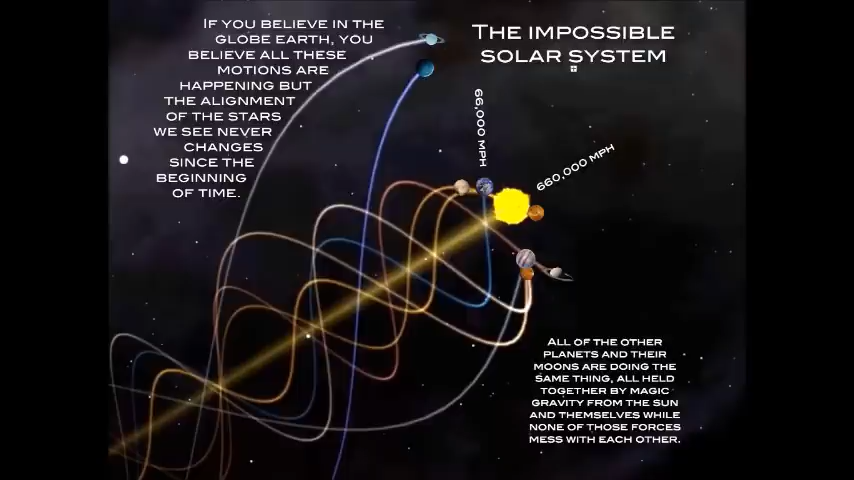 If you believe in the
globe Earth, you
believe all these
motions are
happening but
the alignment
of the stars
we see never
changes
since the
beginning
of time.
The impossible
solar system
66,000 mph
660,000 mph
All of the other
planets and their
moons are doing the
same thing, all held
together by magic
gravity from the sun
and themselves while
none of those forces
mess with each other.